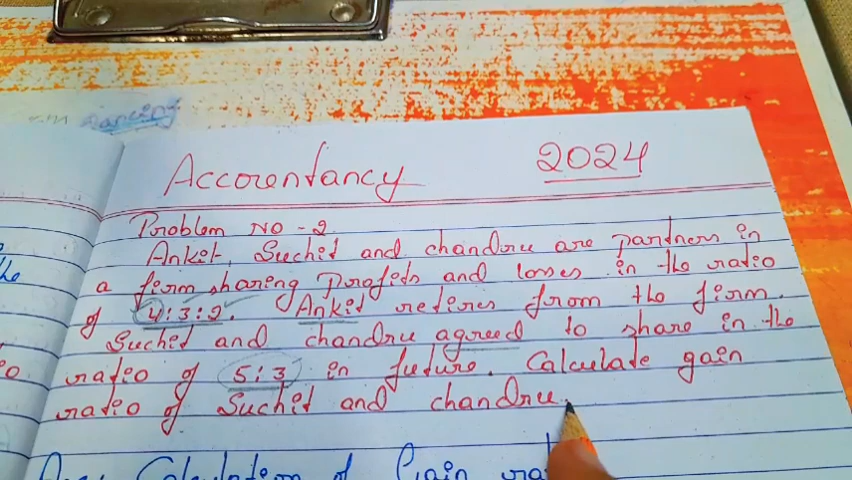 Accountancy 2024
Problem NO - 2
Ankit, Suchit and chandru are partners in
a firm sharing profits and losses in the ratio
of 4:3:2. Ankit retires from the firm.
Suchit and chandru agreed to share in the
ratio of 5:3 in future. Calculate gain
ratio of Suchit and chandru.
Calculation of Gain